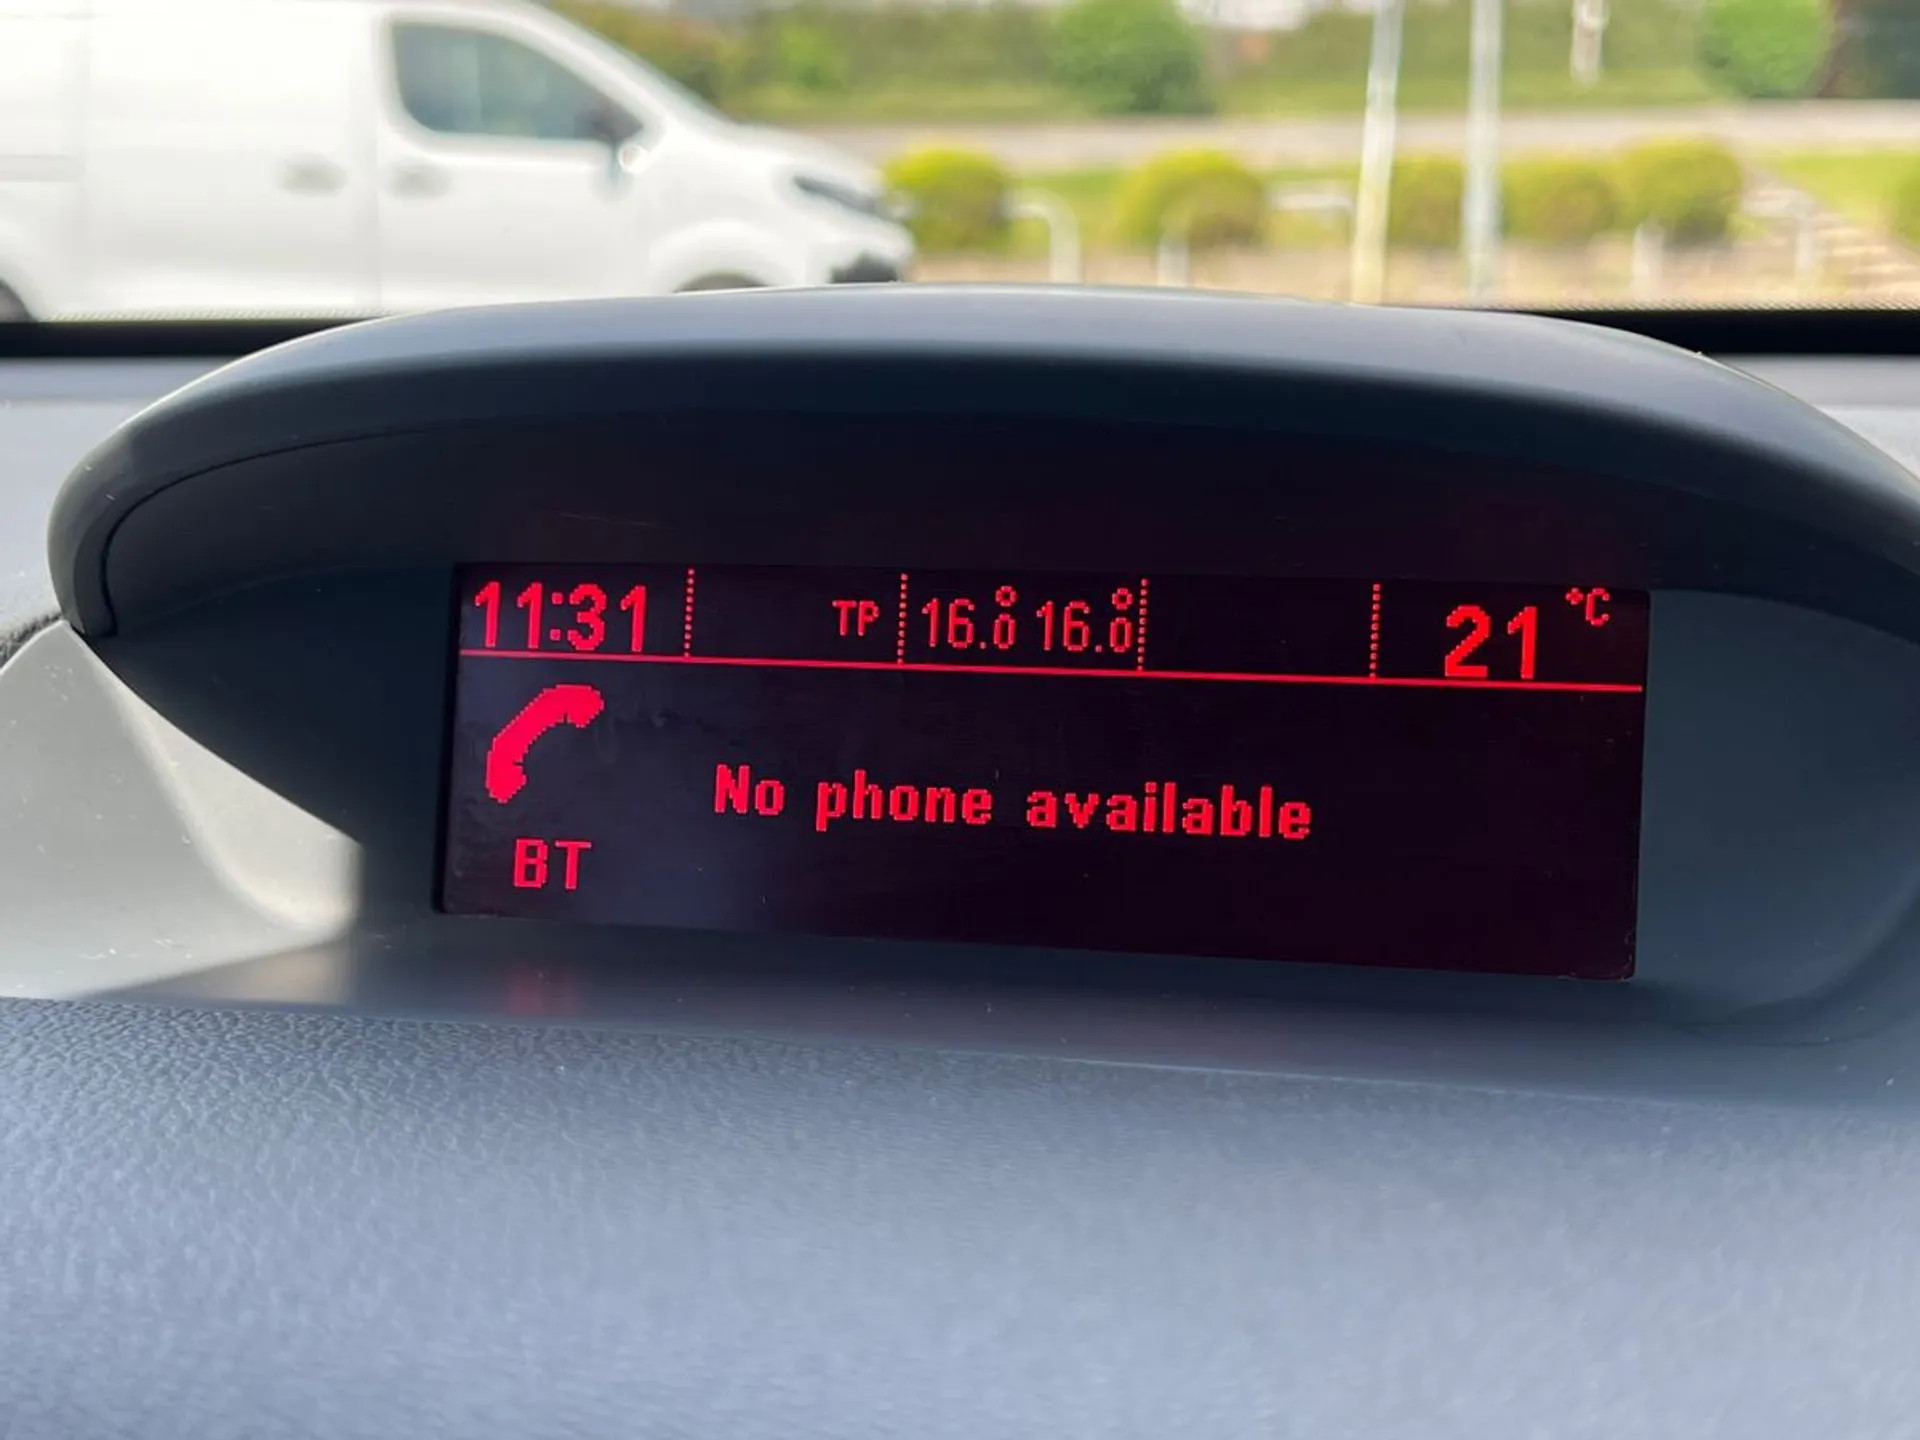 11:31 TP 16.0° 16.0° 21 °C
No phone available
BT